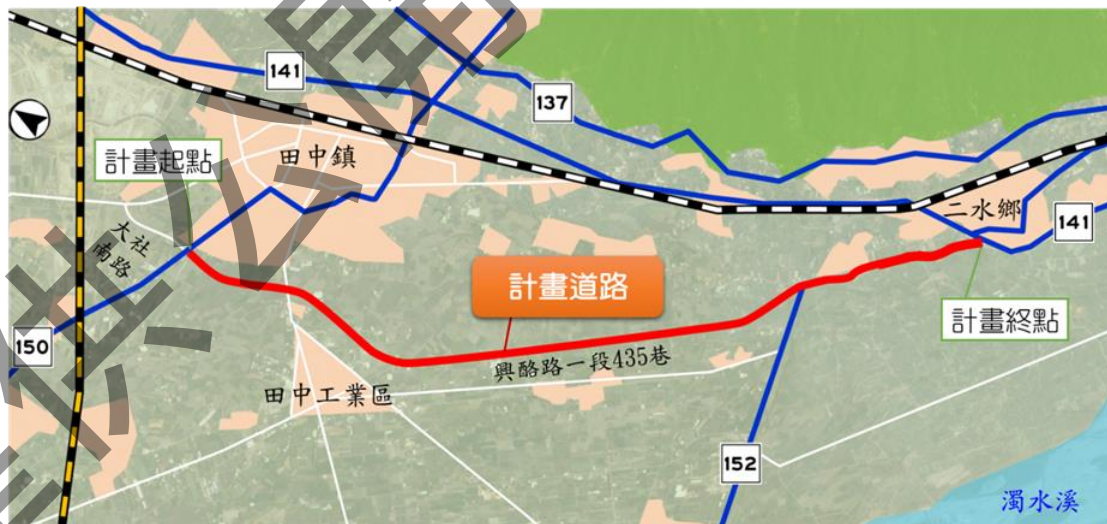 141
137
計畫起點
田中鎮
大社
南路
二水鄉
141
計畫道路
計畫終點
150
興酪路一段435巷
田中工業區
152
濁水溪